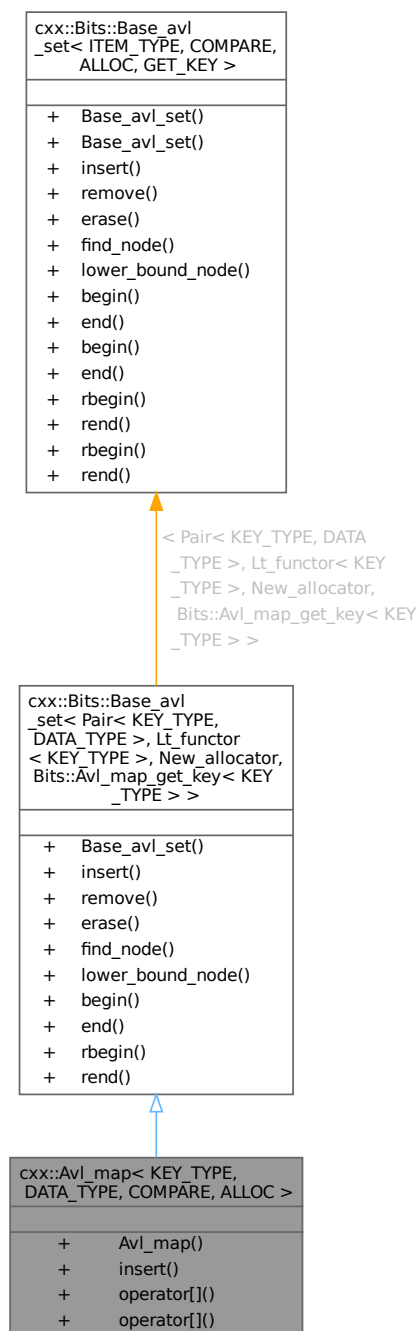 cxx::Bits::Base_avl
_set< ITEM_TYPE, COMPARE,
ALLOC, GET_KEY >
+ Base_avl_set()
+ Base_avl_set()
+ insert()
+ remove()
+ erase()
+ find_node()
+ lower_bound_node()
+ begin()
+ end()
+ begin()
+ end()
+ rbegin()
+ rend()
+ rbegin()
+ rend()
< Pair< KEY_TYPE, DATA
_TYPE >, Lt_functor< KEY
_TYPE >, New_allocator,
Bits::Avl_map_get_key< KEY
_TYPE > >
cxx::Bits::Base_avl
_set< Pair< KEY_TYPE,
DATA_TYPE >, Lt_functor
< KEY_TYPE >, New_allocator,
Bits::Avl_map_get_key< KEY
_TYPE > >
+ Base_avl_set()
+ insert()
+ remove()
+ erase()
+ find_node()
+ lower_bound_node()
+ begin()
+ end()
+ rbegin()
+ rend()
cxx::Avl_map< KEY_TYPE,
DATA_TYPE, COMPARE, ALLOC >
+ Avl_map()
+ insert()
+ operator[]()
+ operator[]()